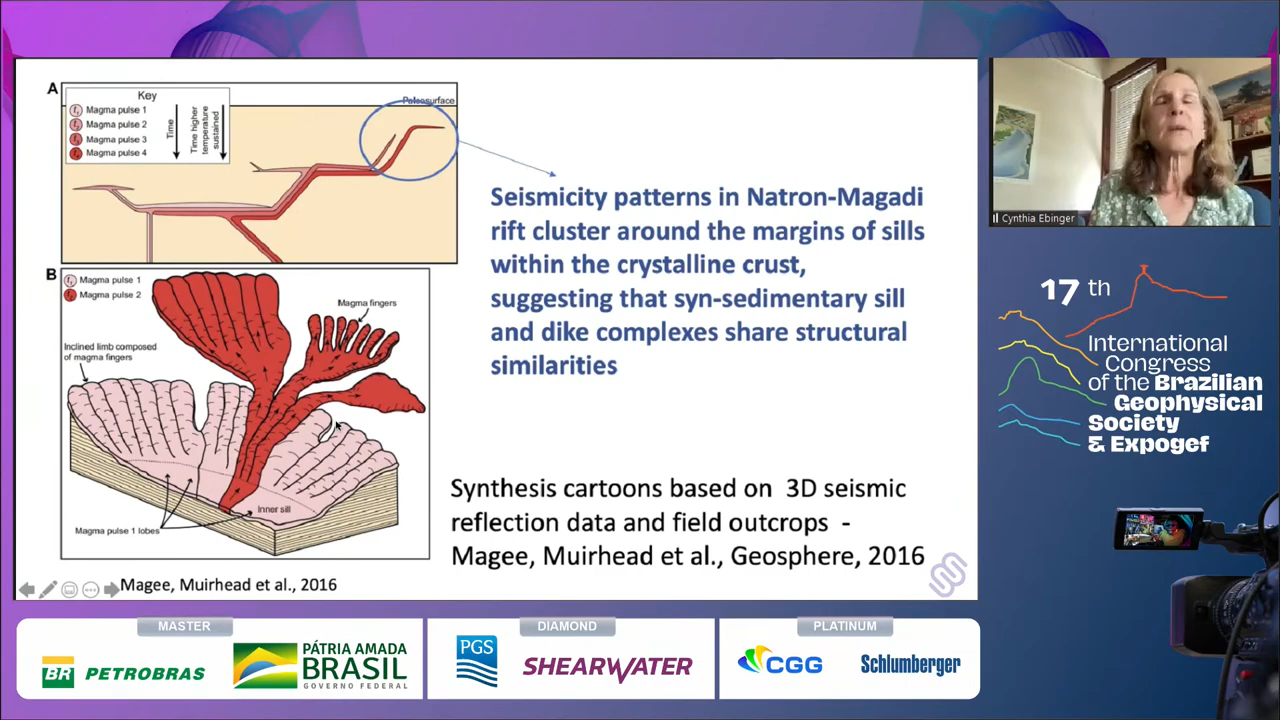 A
Key
Magma pulse 1
Magma pulse 2
Magma pulse 3
Magma pulse 4
Time
Time higher
temperature
sustained
Paleosurface
Seismicity patterns in Natron-Magadi
rift cluster around the margins of sills
within the crystalline crust,
suggesting that syn-sedimentary sill
and dike complexes share structural
similarities
B
Magma pulse 1
Magma pulse 2
Magma fingers
Inclined limb composed
of magma fingers
Inner sill
Magma pulse 1 lobes
Synthesis cartoons based on 3D seismic
reflection data and field outcrops -
Magee, Muirhead et al., Geosphere, 2016
Magee, Muirhead et al., 2016
Cynthia Ebinger
17 th
International
Congress
of the Brazilian
Geophysical
Society
& Expogef
MASTER
BR PETROBRAS
PÁTRIA AMADA
BRASIL
GOVERNO FEDERAL
DIAMOND
PGS
SHEARWATER
PLATINUM
CGG
Schlumberger